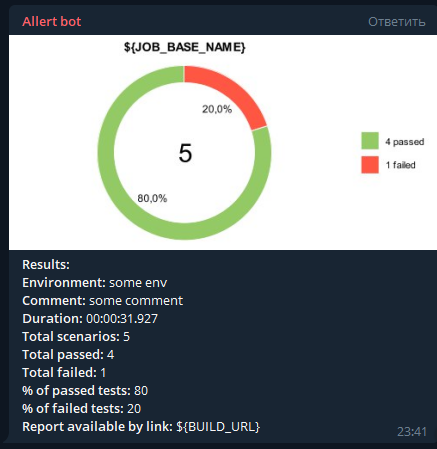 Allert bot
Ответить
${JOB_BASE_NAME}
20,0%
5
80,0%
4 passed
1 failed
Results:
Environment: some env
Comment: some comment
Duration: 00:00:31.927
Total scenarios: 5
Total passed: 4
Total failed: 1
% of passed tests: 80
% of failed tests: 20
Report available by link: ${BUILD_URL}
23:41